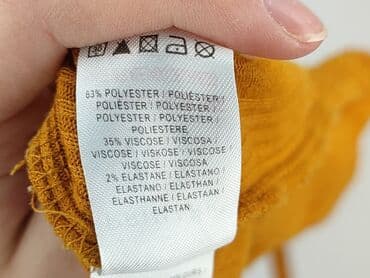 63% POLYESTER / POLIÉSTER /
POLIÉSTER / POLYESTER /
POLYESTER / POLYESTER /
POLIESTERE
35% VISCOSE / VISCOSA /
VISCOSE / VISKOSE / VISCOSE /
VISCOSE / VISCOSA
2% ELASTANE / ELASTANO /
ELASTANO / ELASTHAN /
ELASTHANNE / ELASTAAN /
ELASTAN